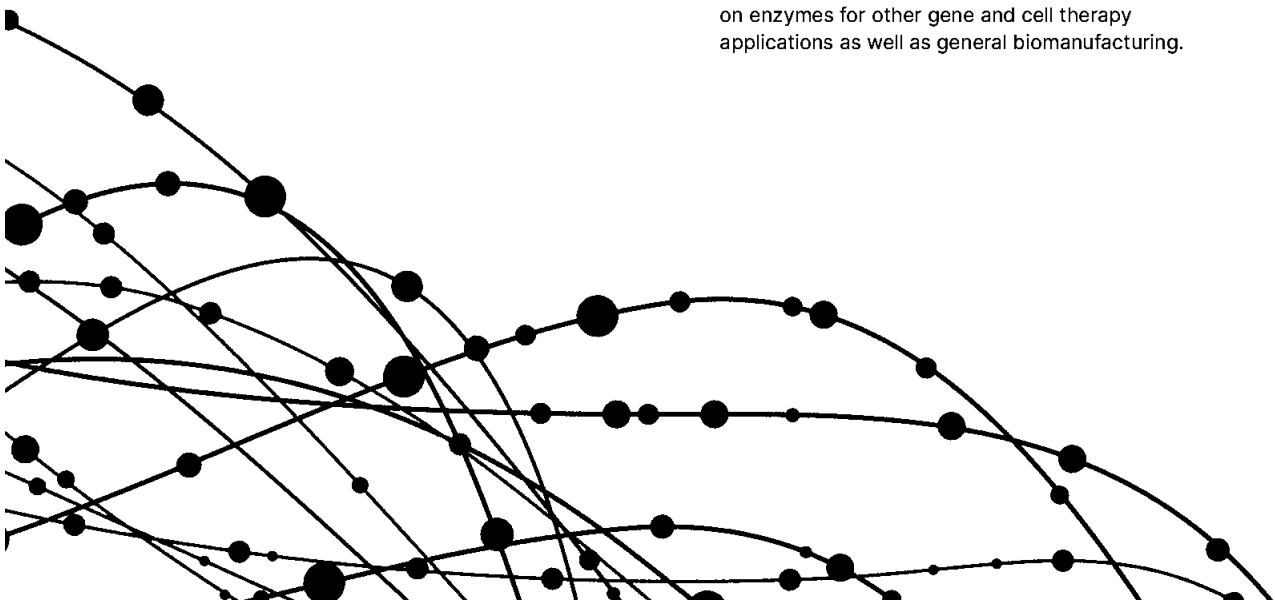 on enzymes for other gene and cell therapy
applications as well as general biomanufacturing.